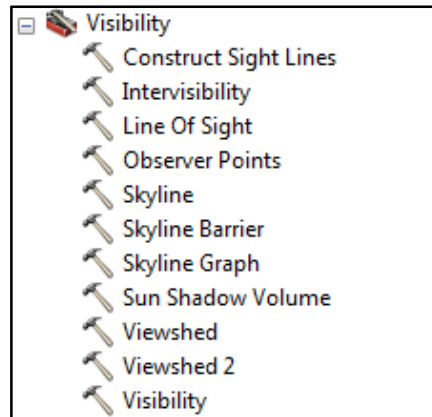 Visibility
Construct Sight Lines
Intervisibility
Line Of Sight
Observer Points
Skyline
Skyline Barrier
Skyline Graph
Sun Shadow Volume
Viewshed
Viewshed 2
Visibility